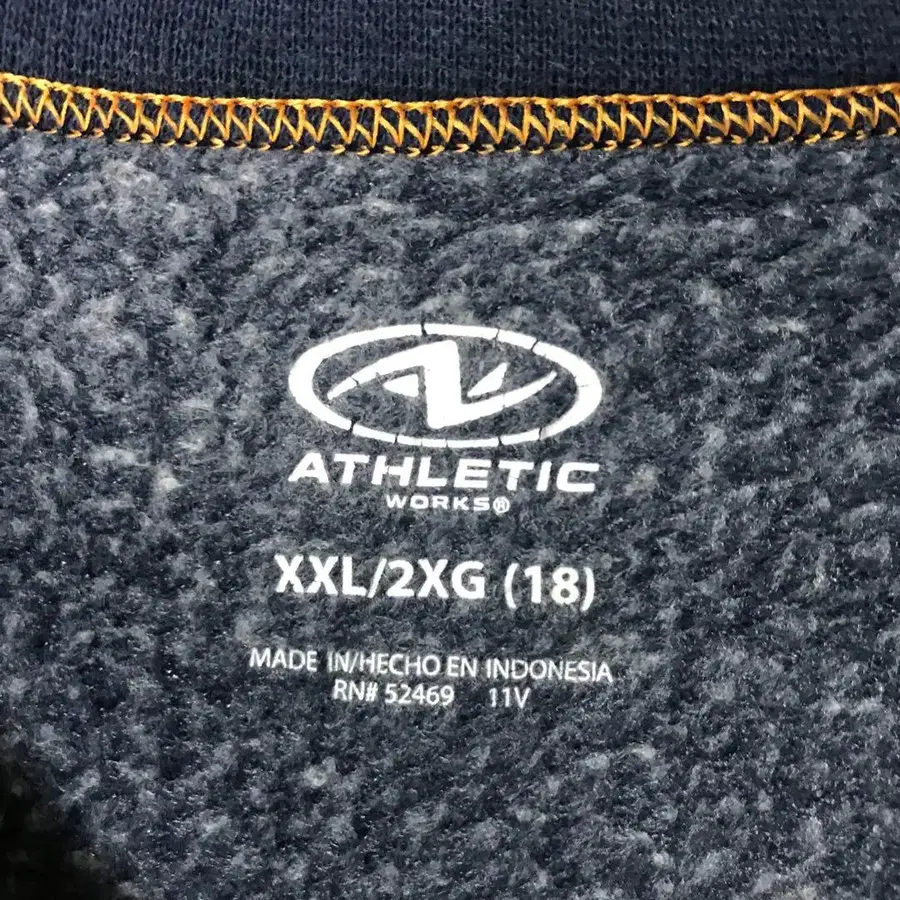 ATHLETIC
WORKS®
XXL/2XG (18)
MADE IN/HECHO EN INDONESIA
RN# 52469 11V